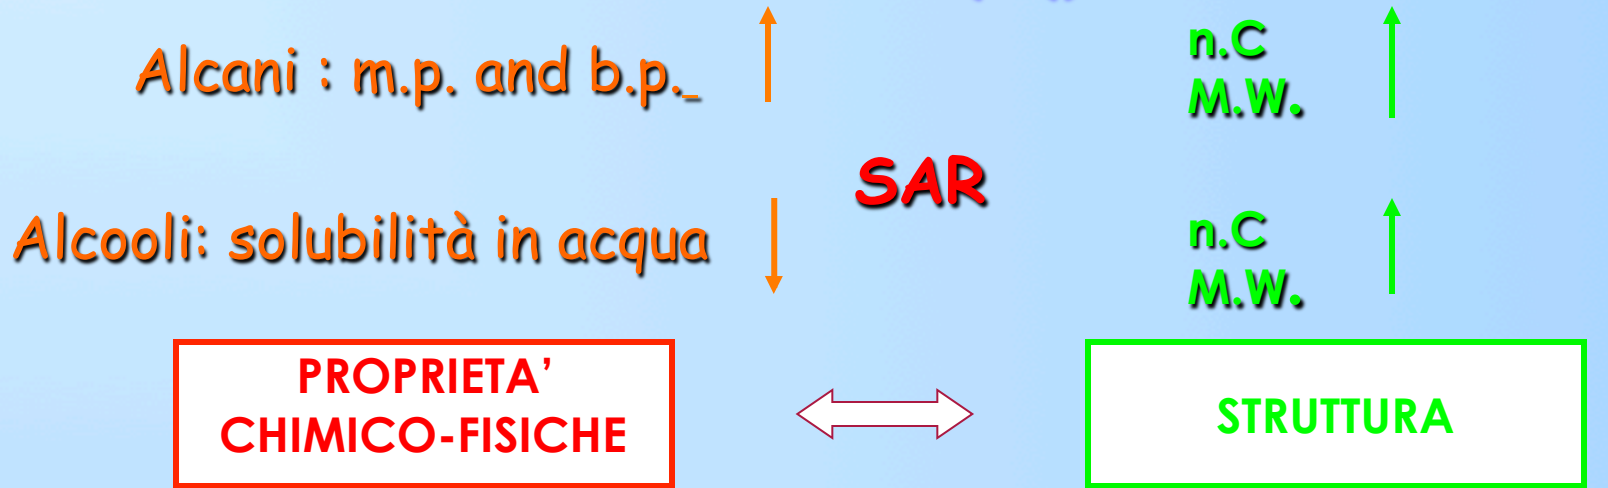 Alcani : m.p. and b.p.
n.C
M.W.
SAR
Alcooli: solubilità in acqua
n.C
M.W.
PROPRIETA’
CHIMICO-FISICHE
STRUTTURA